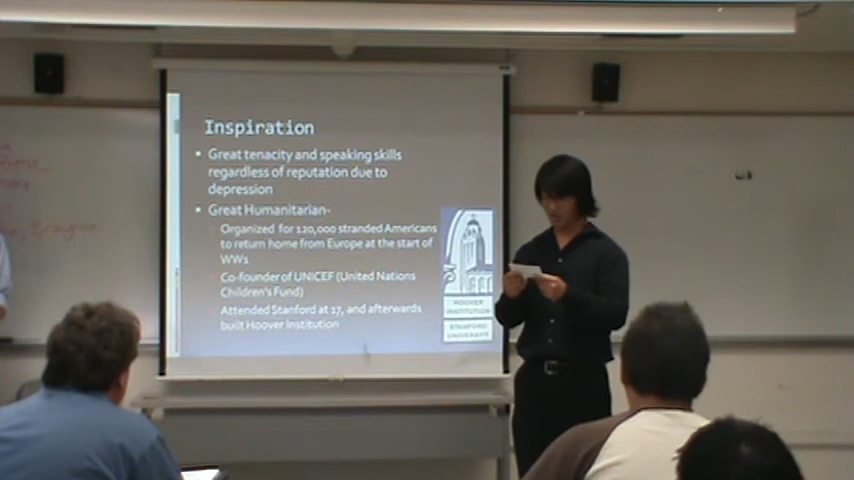 Inspiration
Great tenacity and speaking skills
regardless of reputation due to
depression
Great Humanitarian-
Organized for 120,000 stranded Americans
to return home from Europe at the start of
WW1
Co-founder of UNICEF (United Nations
Children's Fund)
Attended Stanford at 17, and afterwards
built Hoover Institution
HOOVER
INSTITUTION
STANFORD
UNIVERSITY